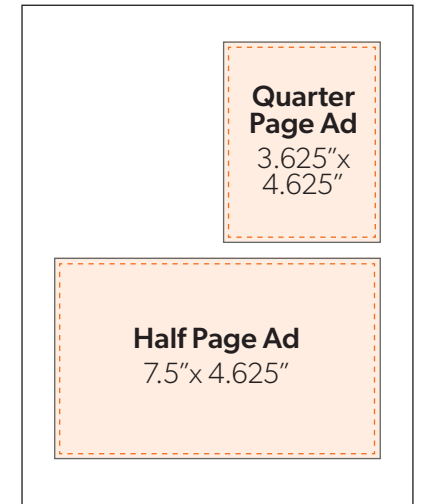 Quarter
Page Ad
3.625”x
4.625”
Half Page Ad
7.5”x 4.625”